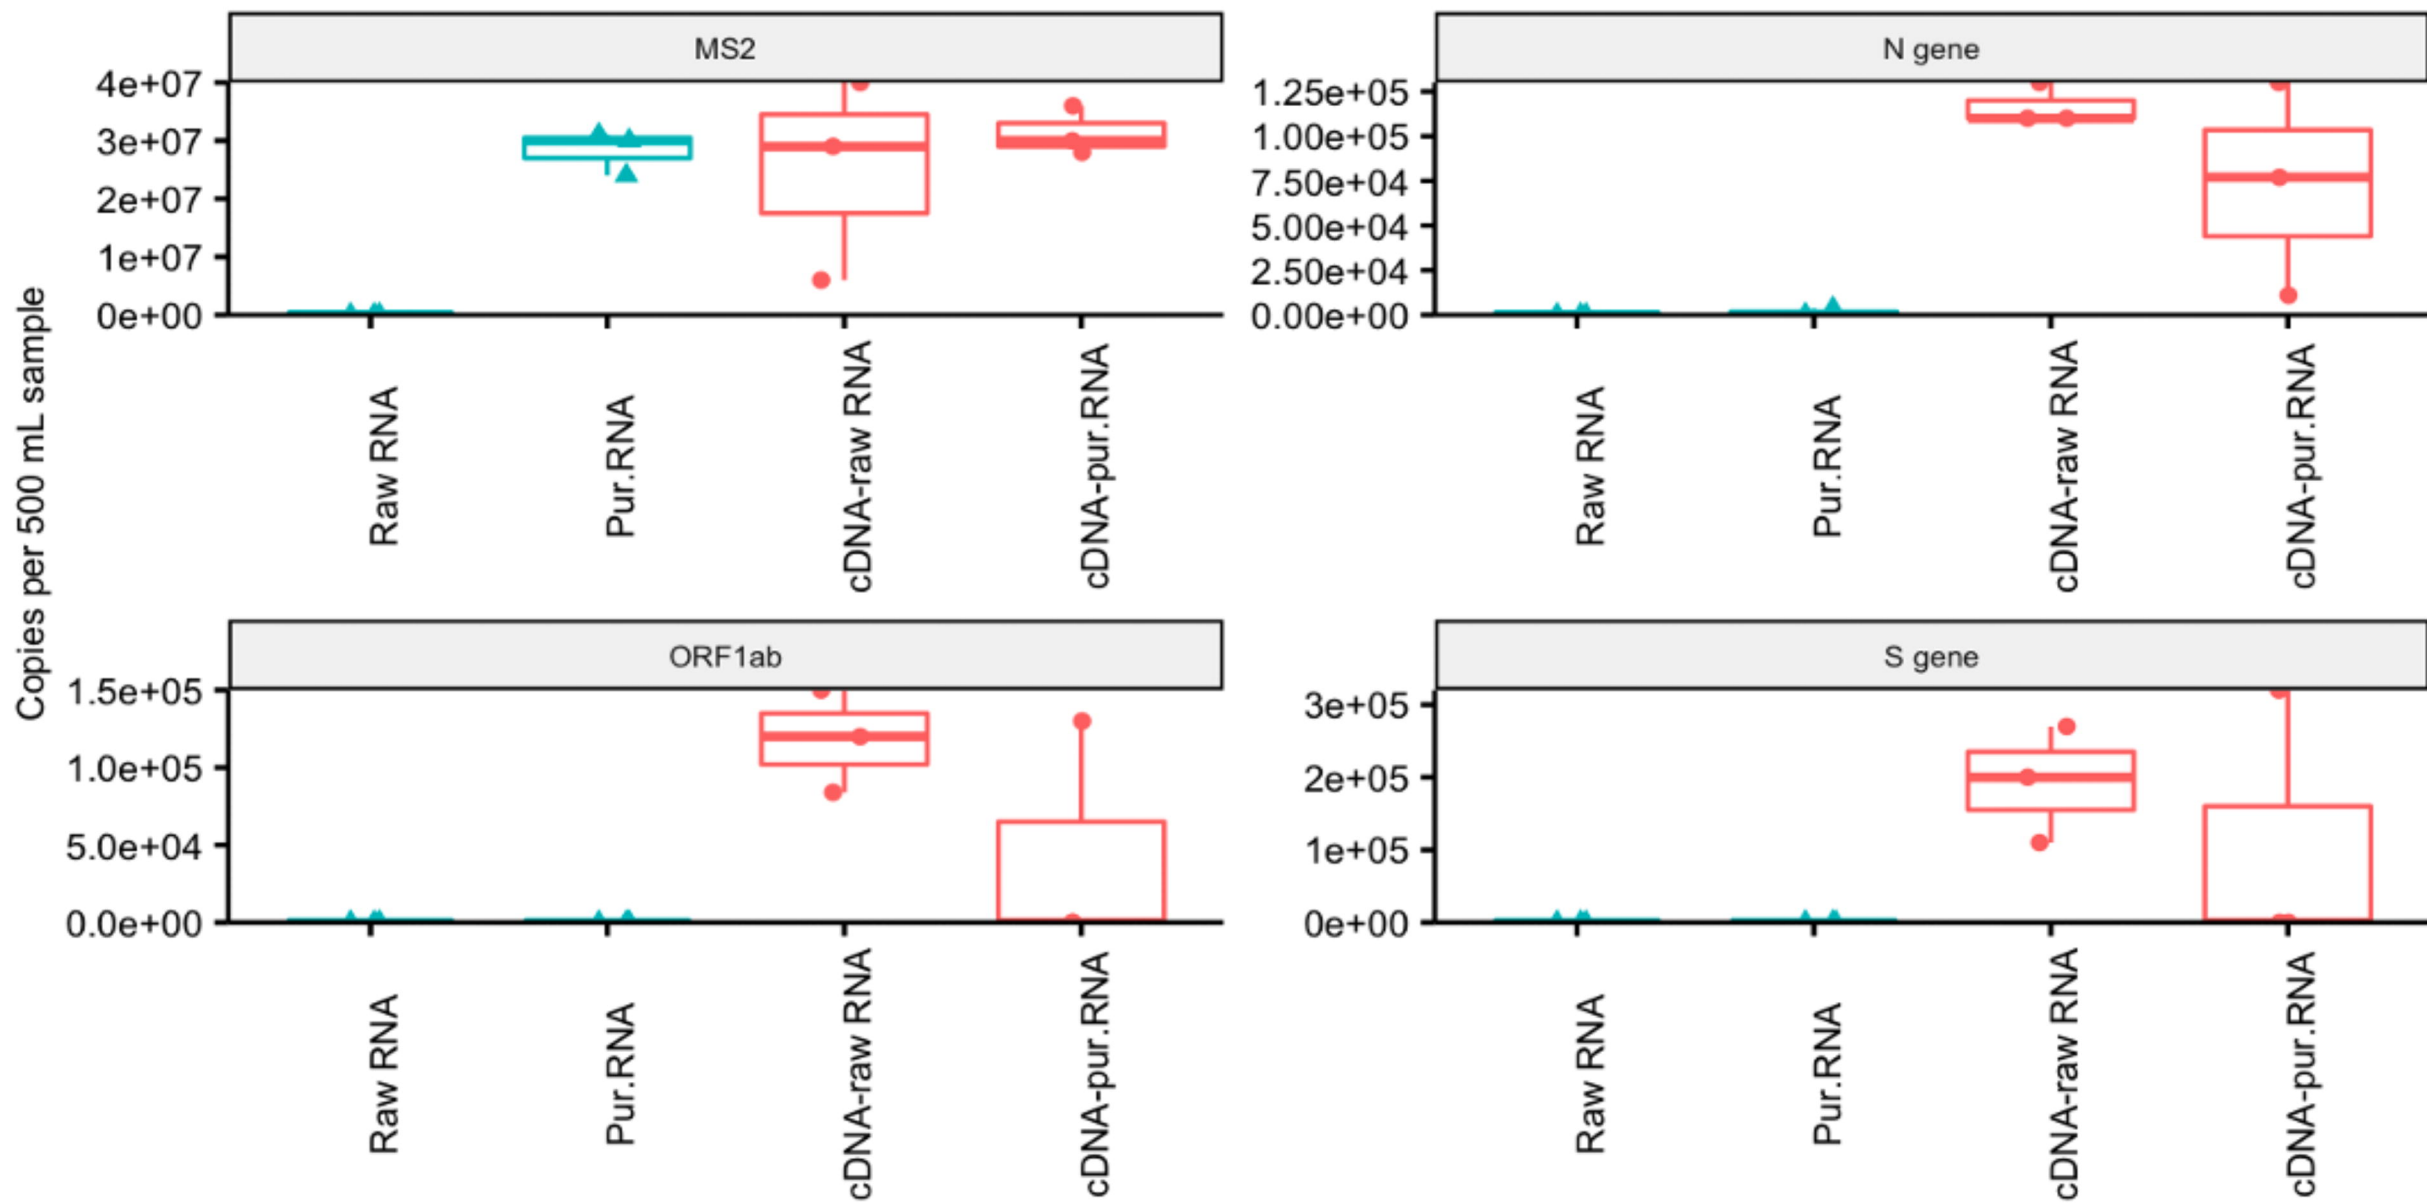 Copies per 500 mL sample
MS2
4e+07
3e+07
2e+07
1e+07
0e+00
Raw RNA
Pur.RNA
cDNA-raw RNA
cDNA-pur.RNA
N gene
1.25e+05
1.00e+05
7.50e+04
5.00e+04
2.50e+04
0.00e+00
Raw RNA
Pur.RNA
cDNA-raw RNA
cDNA-pur.RNA
ORF1ab
1.5e+05
1.0e+05
5.0e+04
0.0e+00
Raw RNA
Pur.RNA
cDNA-raw RNA
cDNA-pur.RNA
S gene
3e+05
2e+05
1e+05
0e+00
Raw RNA
Pur.RNA
cDNA-raw RNA
cDNA-pur.RNA